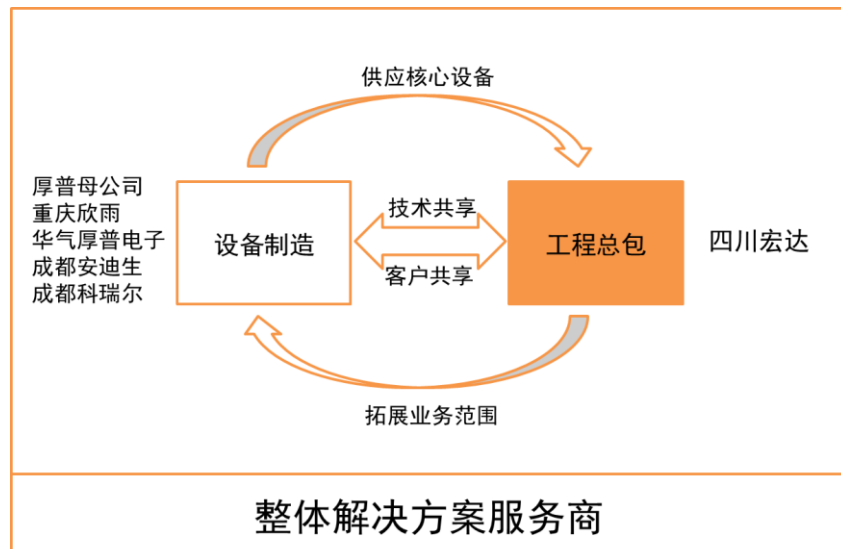 供应核心设备
厚普母公司
重庆欣雨
华气厚普电子
成都安迪生
成都科瑞尔
设备制造
技术共享
客户共享
工程总包
四川宏达
拓展业务范围
整体解决方案服务商